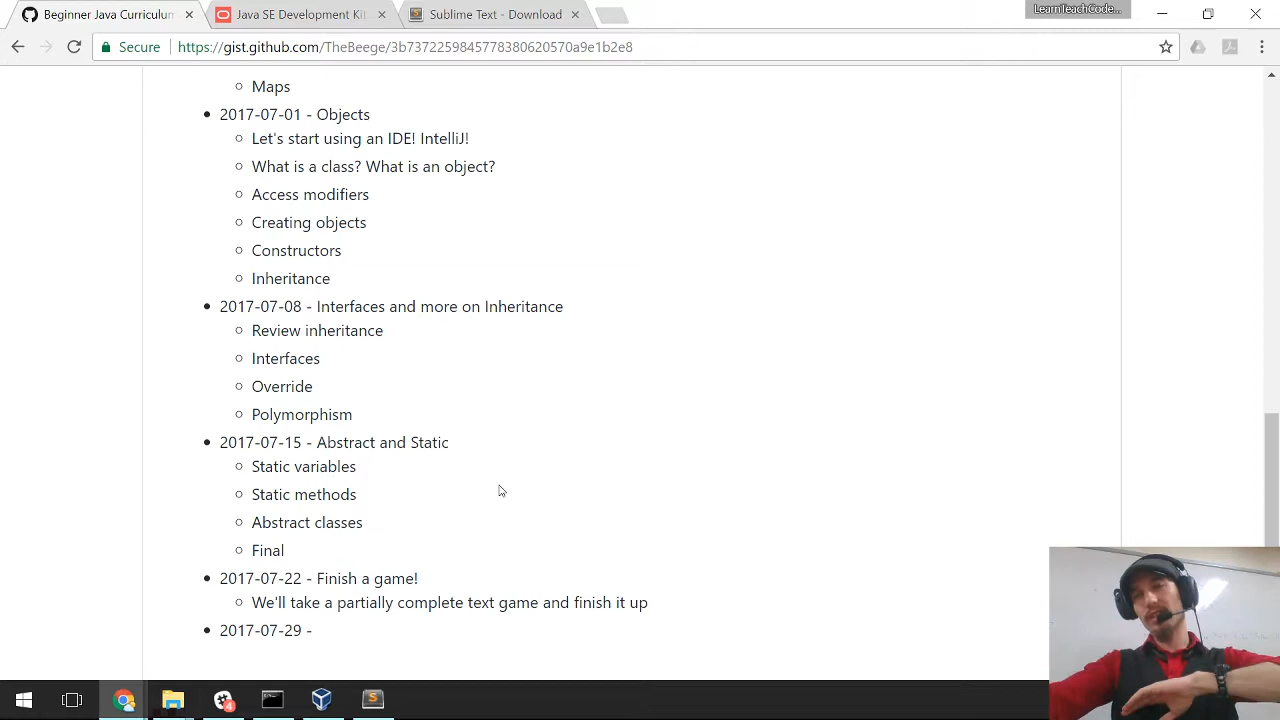 Beginner Java Curriculum
Java SE Development Ki
Sublime Text - Download
LearnTeachCode...
Secure
https://gist.github.com/TheBeege/3b737225984577838062057​0a9e1b2e8
Maps
2017-07-01 - Objects
Let's start using an IDE! IntelliJ!
What is a class? What is an object?
Access modifiers
Creating objects
Constructors
Inheritance
2017-07-08 - Interfaces and more on Inheritance
Review inheritance
Interfaces
Override
Polymorphism
2017-07-15 - Abstract and Static
Static variables
Static methods
Abstract classes
Final
2017-07-22 - Finish a game!
We'll take a partially complete text game and finish it up
2017-07-29 -
4